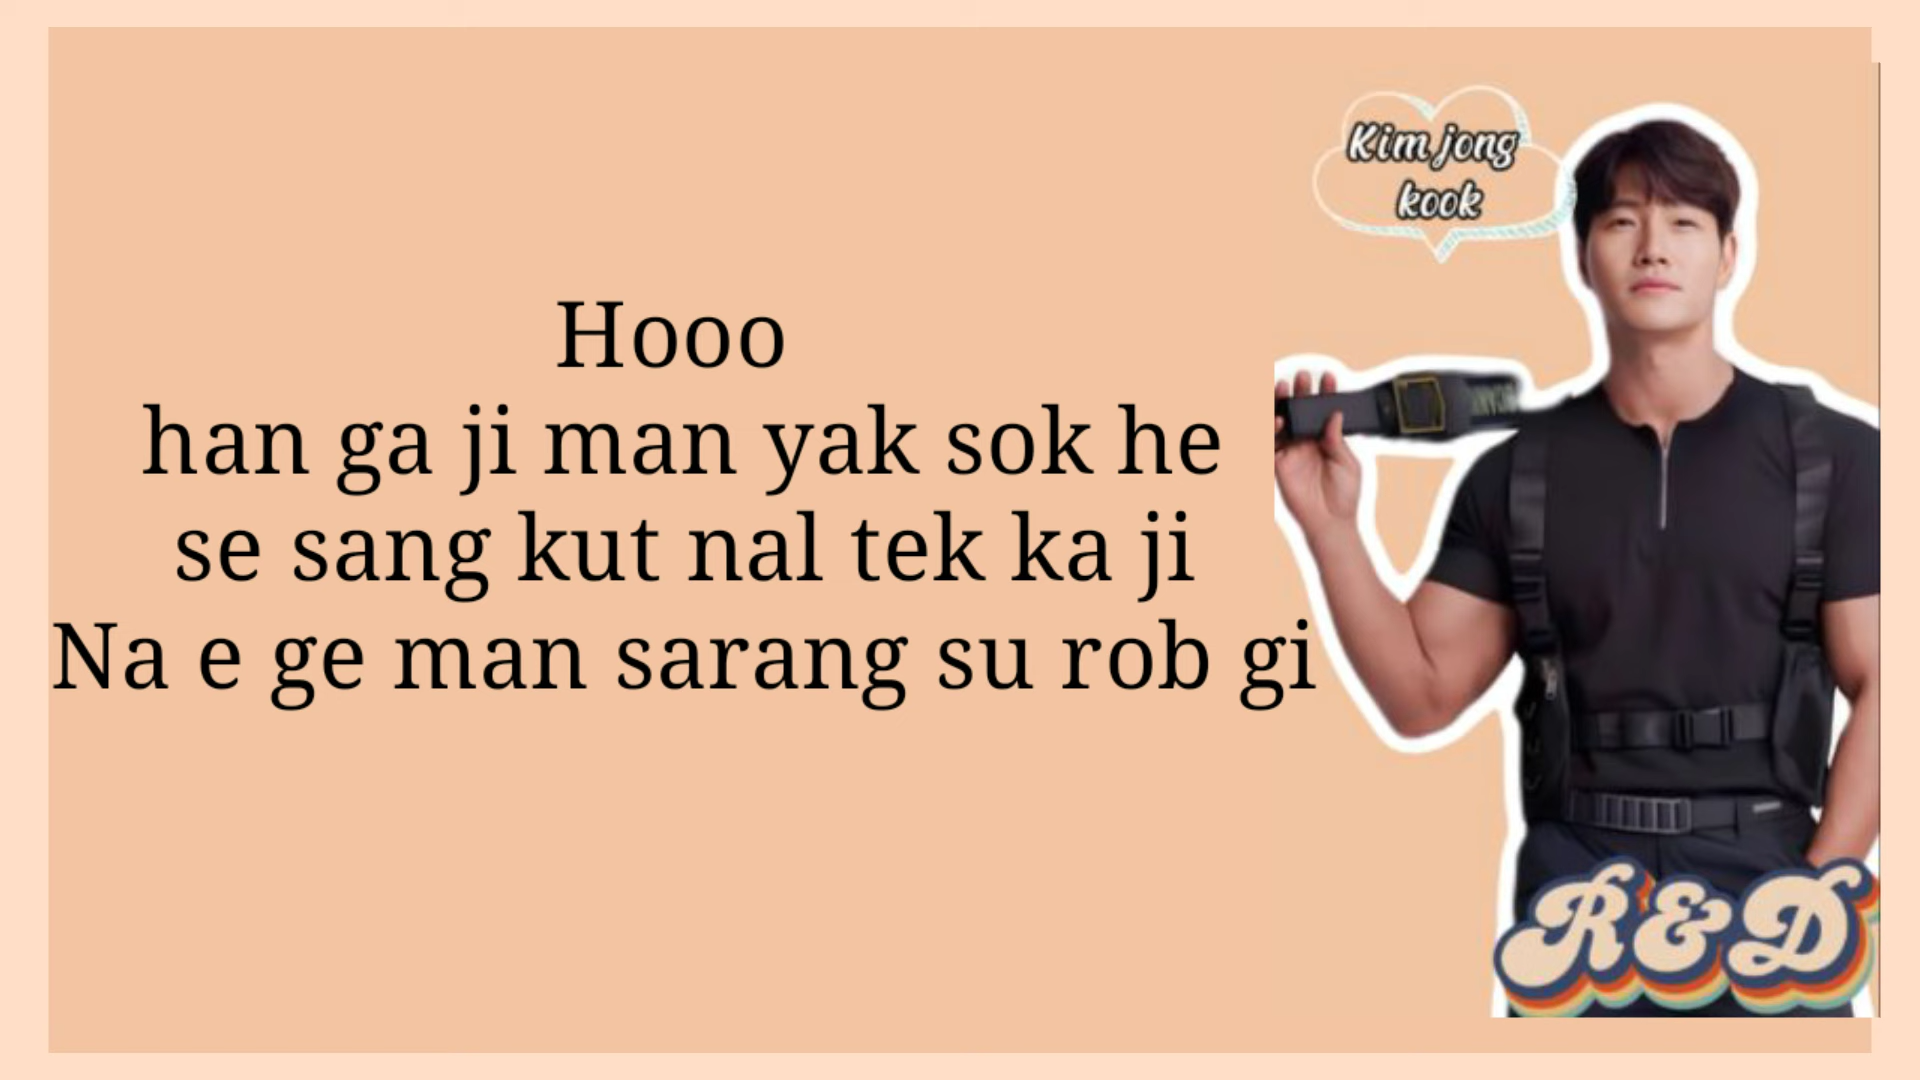 Kim jong
kook
Hooo
han ga ji man yak sok he
se sang kut nal tek ka ji
Na e ge man sarang su rob gi
R&D